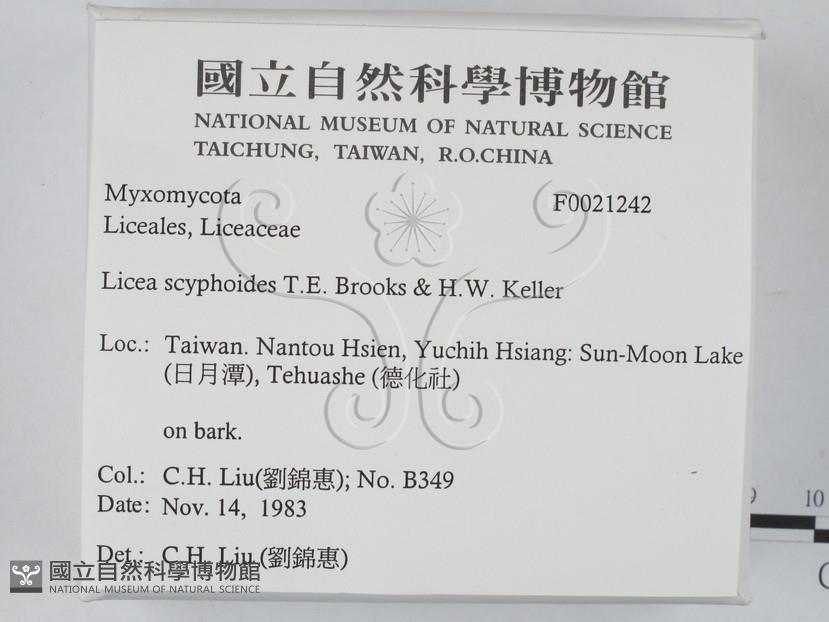 國立自然科學博物館
NATIONAL MUSEUM OF NATURAL SCIENCE
TAICHUNG, TAIWAN, R.O.CHINA
Myxomycota F0021242
Liceales, Liceaceae
Licea scyphoides T.E. Brooks & H.W. Keller
Loc.: Taiwan. Nantou Hsien, Yuchih Hsiang: Sun-Moon Lake
(日月潭), Tehuashe (德化社)
on bark.
Col.: C.H. Liu(劉錦惠); No. B349
Date: Nov. 14, 1983
Det.: C.H. Liu (劉錦惠)
國立自然科學博物館
NATIONAL MUSEUM OF NATURAL SCIENCE
9 10